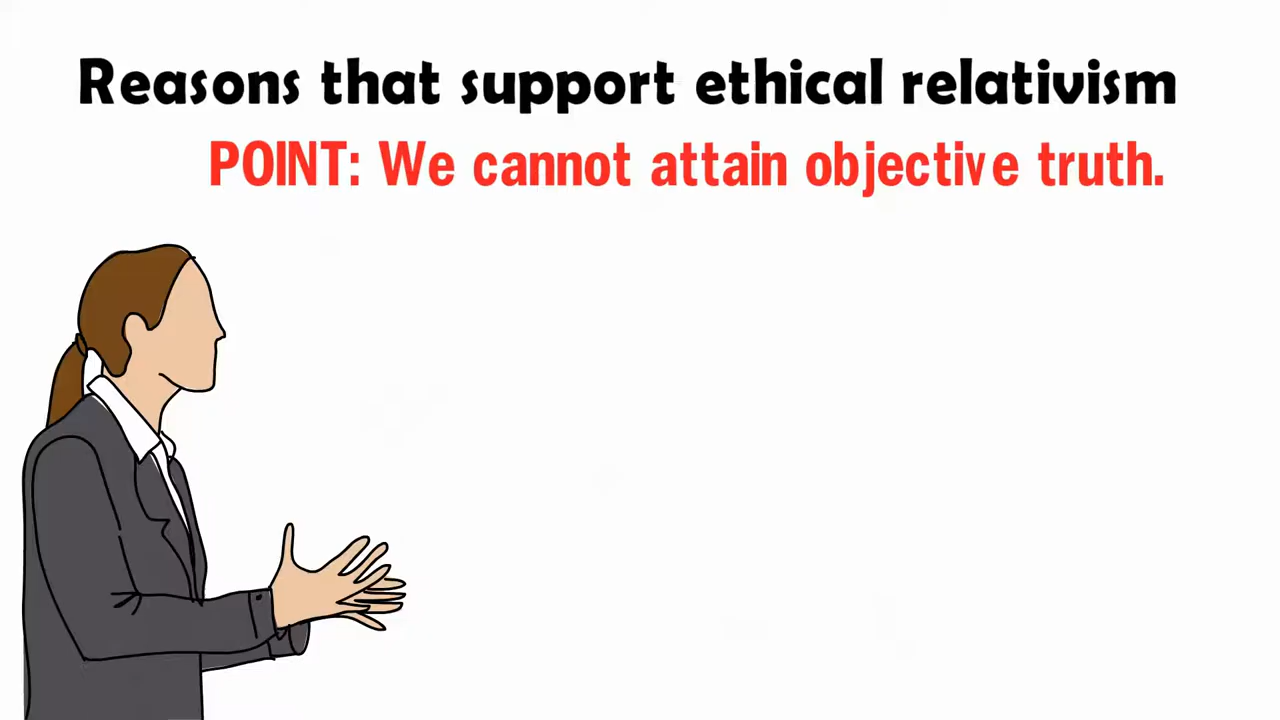 Reasons that support ethical relativism
POINT: We cannot attain objective truth.